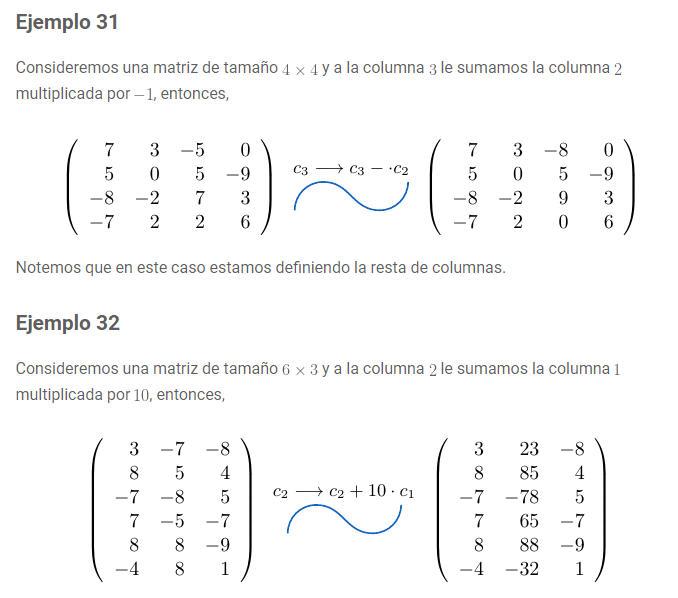 Ejemplo 31
Consideremos una matriz de tamaño 4 × 4 y a la columna 3 le sumamos la columna 2
multiplicada por −1, entonces,
7 3 −5 0
5 0 5 −9
−8 −2 7 3
−7 2 2 6
c₃ ⟶ c₃ − ·c₂
7 3 −8 0
5 0 5 −9
−8 −2 9 3
−7 2 0 6
Notemos que en este caso estamos definiendo la resta de columnas.
Ejemplo 32
Consideremos una matriz de tamaño 6 × 3 y a la columna 2 le sumamos la columna 1
multiplicada por 10, entonces,
3 −7 −8
8 5 4
−7 −8 5
7 −5 −7
8 8 −9
−4 8 1
c₂ ⟶ c₂ + 10 · c₁
3 23 −8
8 85 4
−7 −78 5
7 65 −7
8 88 −9
−4 −32 1